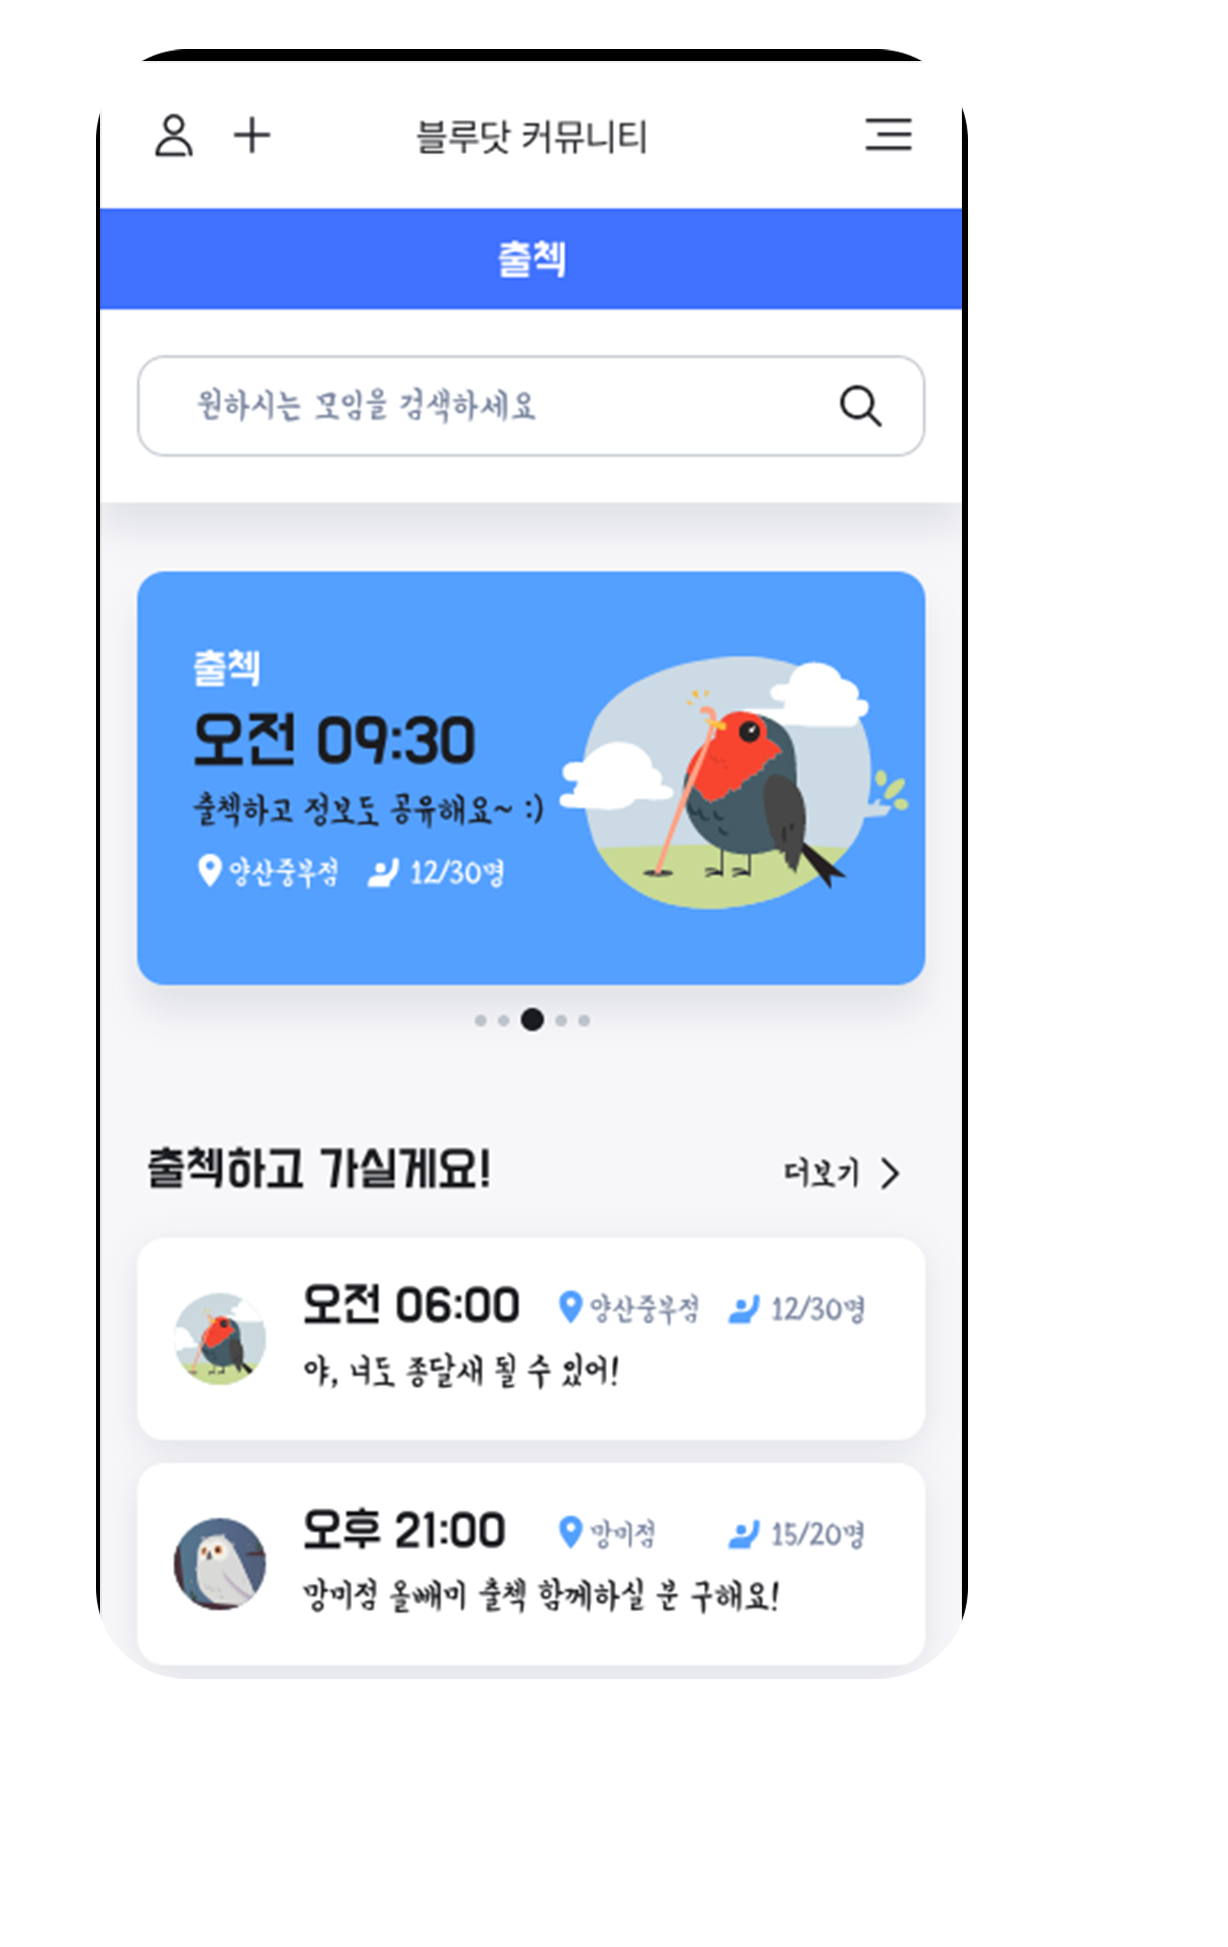 블루닷 커뮤니티
출첵
원하시는 모임을 검색하세요
출첵
오전 09:30
출첵하고 정보도 공유해요~ :)
양산중부점 12/30명
출첵하고 가실게요!
더보기
오전 06:00 양산중부점 12/30명
야, 너도 종달새 될 수 있어!
오후 21:00 망미점 15/20명
망미점 올빼미 출첵 함께하실 분 구해요!